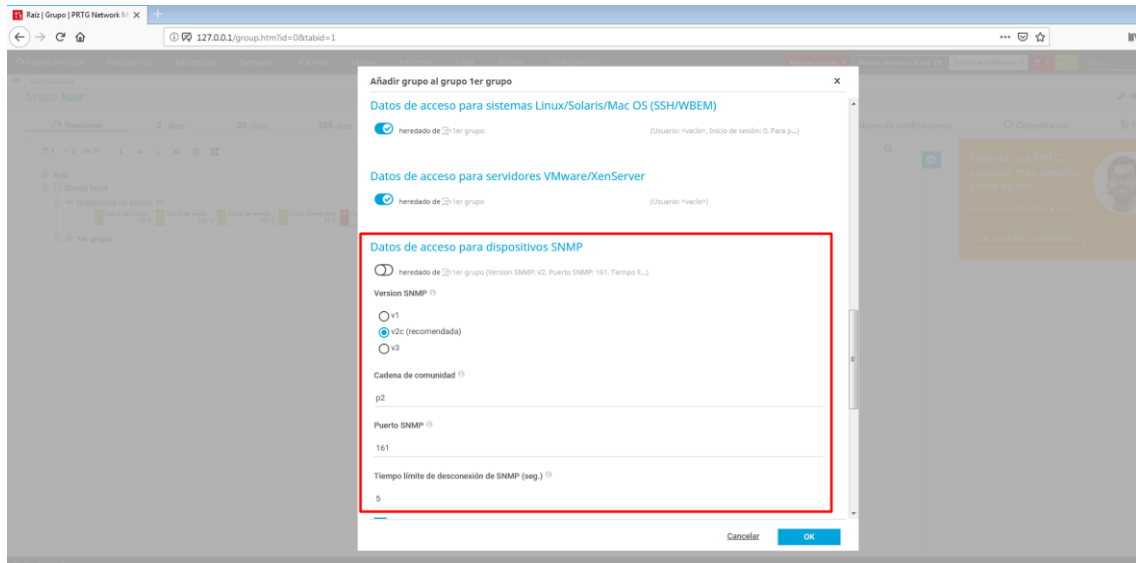 Raíz | Grupo | PRTG Network M
127.0.0.1/group.htm?id=0&tabid=1
Grupo Raíz
Resumen
2 días
30 días
365 días
Comentarios
Raíz
Sonda local
1er grupo
Añadir grupo al grupo 1er grupo
x
Datos de acceso para sistemas Linux/Solaris/Mac OS (SSH/WBEM)
heredado de 1er grupo (Usuario: <vacío>, Inicio de sesión: 0, Para p...)
Datos de acceso para servidores VMware/XenServer
heredado de 1er grupo (Usuario: <vacío>)
Datos de acceso para dispositivos SNMP
heredado de 1er grupo (Version SNMP: V2, Puerto SNMP: 161, Tiempo lí...)
Version SNMP
v1
v2c (recomendada)
v3
Cadena de comunidad
p2
Puerto SNMP
161
Tiempo límite de desconexión de SNMP (seg.)
5
Cancelar
OK